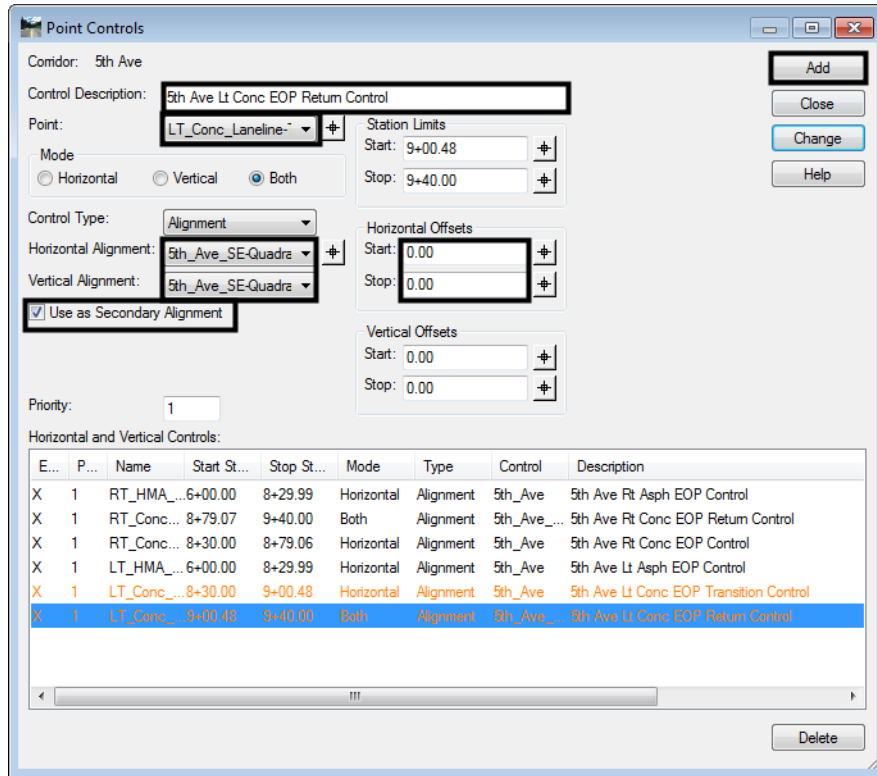 Point Controls
Corridor: 5th Ave
Add
Control Description: 5th Ave Lt Conc EOP Return Control
Close
Point: LT_Conc_Laneline-
Station Limits
Change
Mode
Start: 9+00.48
Horizontal Vertical Both
Stop: 9+40.00
Help
Control Type: Alignment
Horizontal Offsets
Horizontal Alignment: 5th_Ave_SE-Quadra
Start: 0.00
Vertical Alignment: 5th_Ave_SE-Quadra
Stop: 0.00
Use as Secondary Alignment
Vertical Offsets
Start: 0.00
Stop: 0.00
Priority: 1
Horizontal and Vertical Controls:
E... P... Name Start St... Stop St... Mode Type Control Description
X 1 RT_HMA_...6+00.00 8+29.99 Horizontal Alignment 5th_Ave 5th Ave Rt Asph EOP Control
X 1 RT_Conc... 8+79.07 9+40.00 Both Alignment 5th_Ave_... 5th Ave Rt Conc EOP Return Control
X 1 RT_Conc... 8+30.00 8+79.06 Horizontal Alignment 5th_Ave 5th Ave Rt Conc EOP Control
X 1 LT_HMA_...6+00.00 8+29.99 Horizontal Alignment 5th_Ave 5th Ave Lt Asph EOP Control
X 1 LT_Conc_...8+30.00 9+00.48 Horizontal Alignment 5th_Ave 5th Ave Lt Conc EOP Transition Control
X 1 LT_Conc_...9+00.48 9+40.00 Both Alignment 5th_Ave_... 5th Ave Lt Conc EOP Return Control
Delete